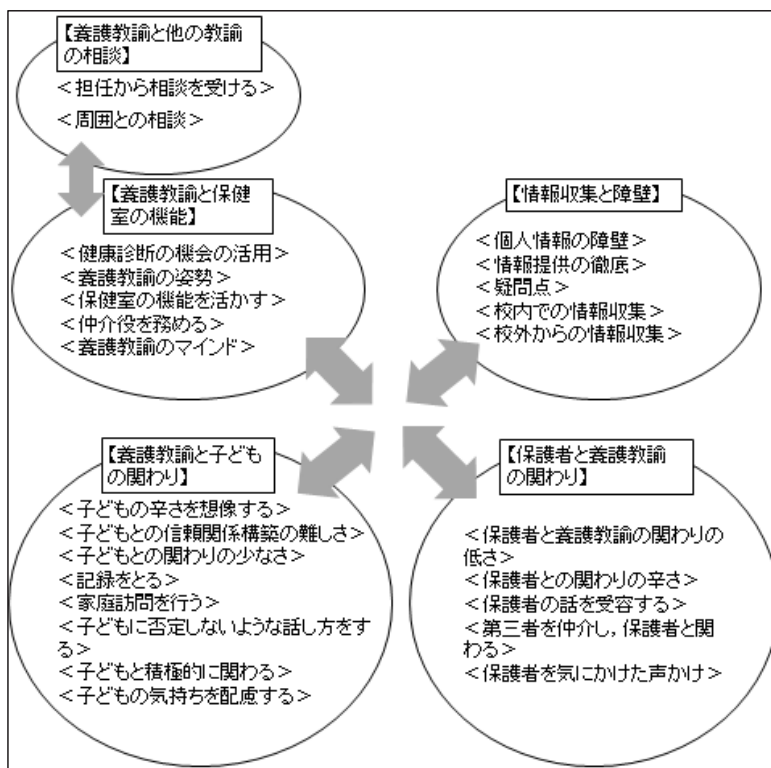 【養護教諭と他の教諭
の相談】
＜担任から相談を受ける＞
＜周囲との相談＞
【養護教諭と保健
室の機能】
＜健康診断の機会の活用＞
＜養護教諭の姿勢＞
＜保健室の機能を活かす＞
＜仲介役を務める＞
＜養護教諭のマインド＞
【情報収集と障壁】
＜個人情報の障壁＞
＜情報提供の徹底＞
＜疑問点＞
＜校内での情報収集＞
＜校外からの情報収集＞
【養護教諭と子ども
の関わり】
＜子どもの辛さを想像する＞
＜子どもとの信頼関係構築の難しさ＞
＜子どもとの関わりの少なさ＞
＜記録をとる＞
＜家庭訪問を行う＞
＜子どもに否定しないような話し方をす
る＞
＜子どもと積極的に関わる＞
＜子どもの気持ちを配慮する＞
【保護者と養護教諭
の関わり】
＜保護者と養護教諭の関わりの
低さ＞
＜保護者との関わりの辛さ＞
＜保護者の話を受容する＞
＜第三者を仲介し，保護者と関
わる＞
＜保護者を気にかけた声かけ＞